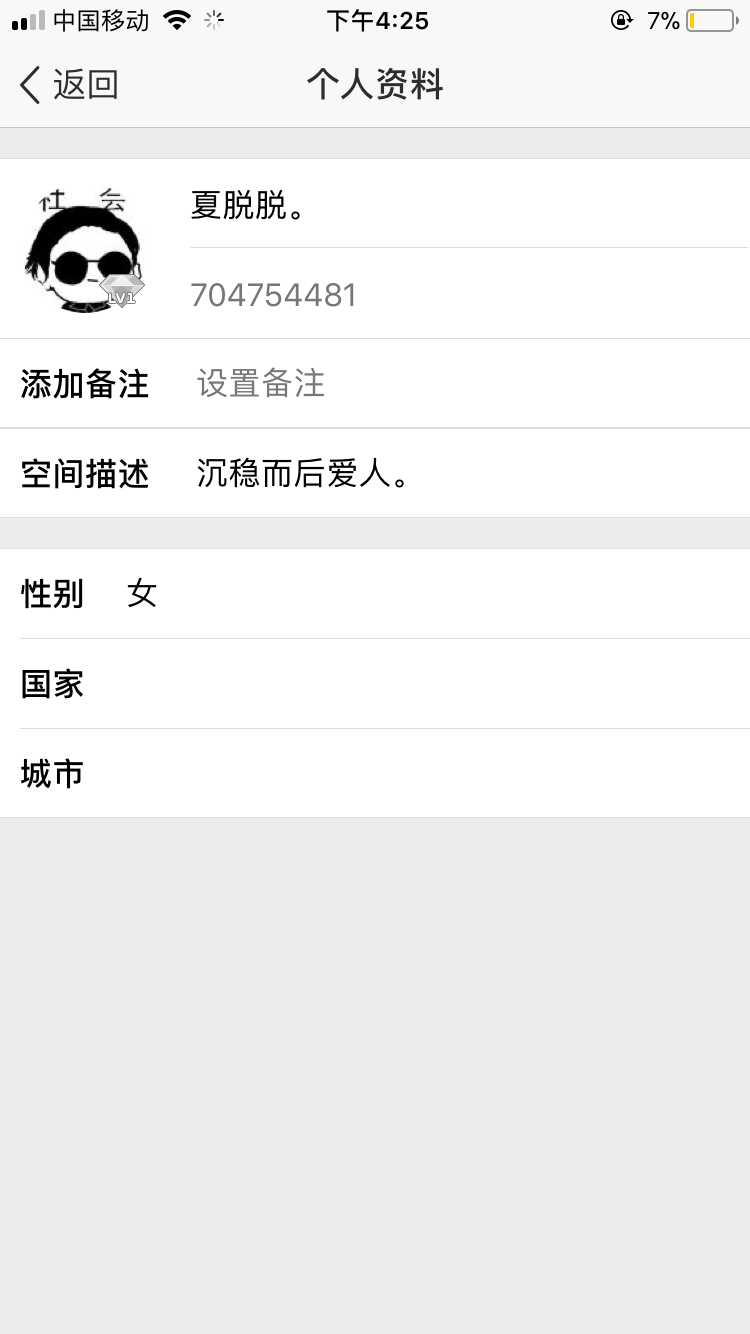 中国移动 下午4:25 7%
返回 个人资料
社 会
LV1
夏脱脱。
704754481
添加备注 设置备注
空间描述 沉稳而后爱人。
性别 女
国家
城市